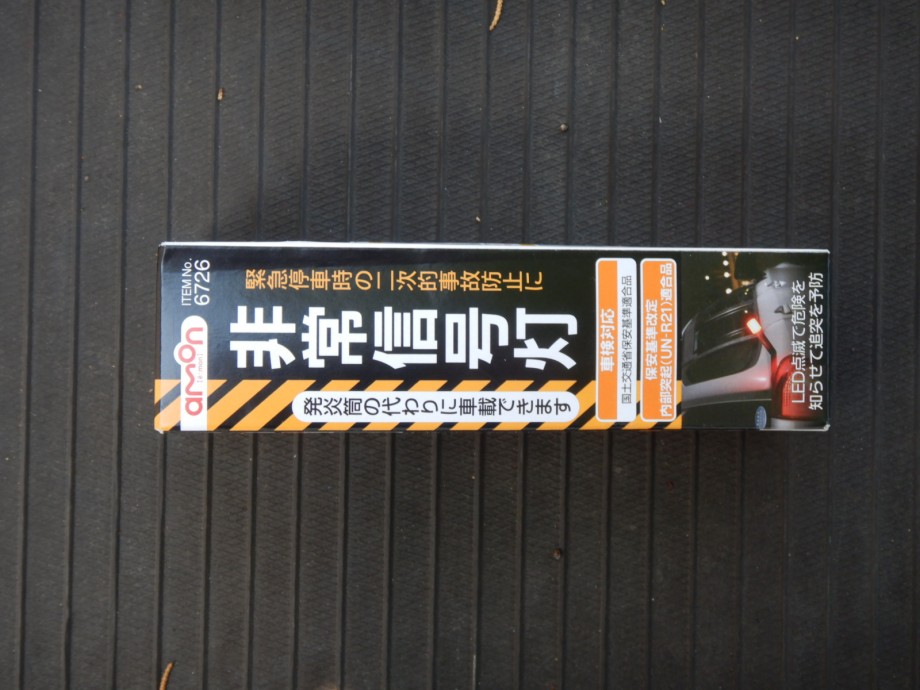 amon
ITEM No.
6726
緊急停車時の二次的事故防止に
非常信号灯
発炎筒の代わりに車載できます
車検対応
国土交通省保安基準適合品
保安基準改定
内部突起(UN-R21)適合品
LED点滅で危険を
知らせて追突を予防